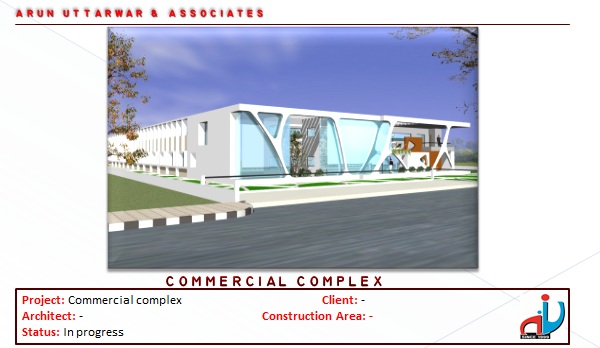 ARUN UTTARWAR & ASSOCIATES
COMMERCIAL COMPLEX
Project: Commercial complex Client: -
Architect: - Construction Area: -
Status: In progress